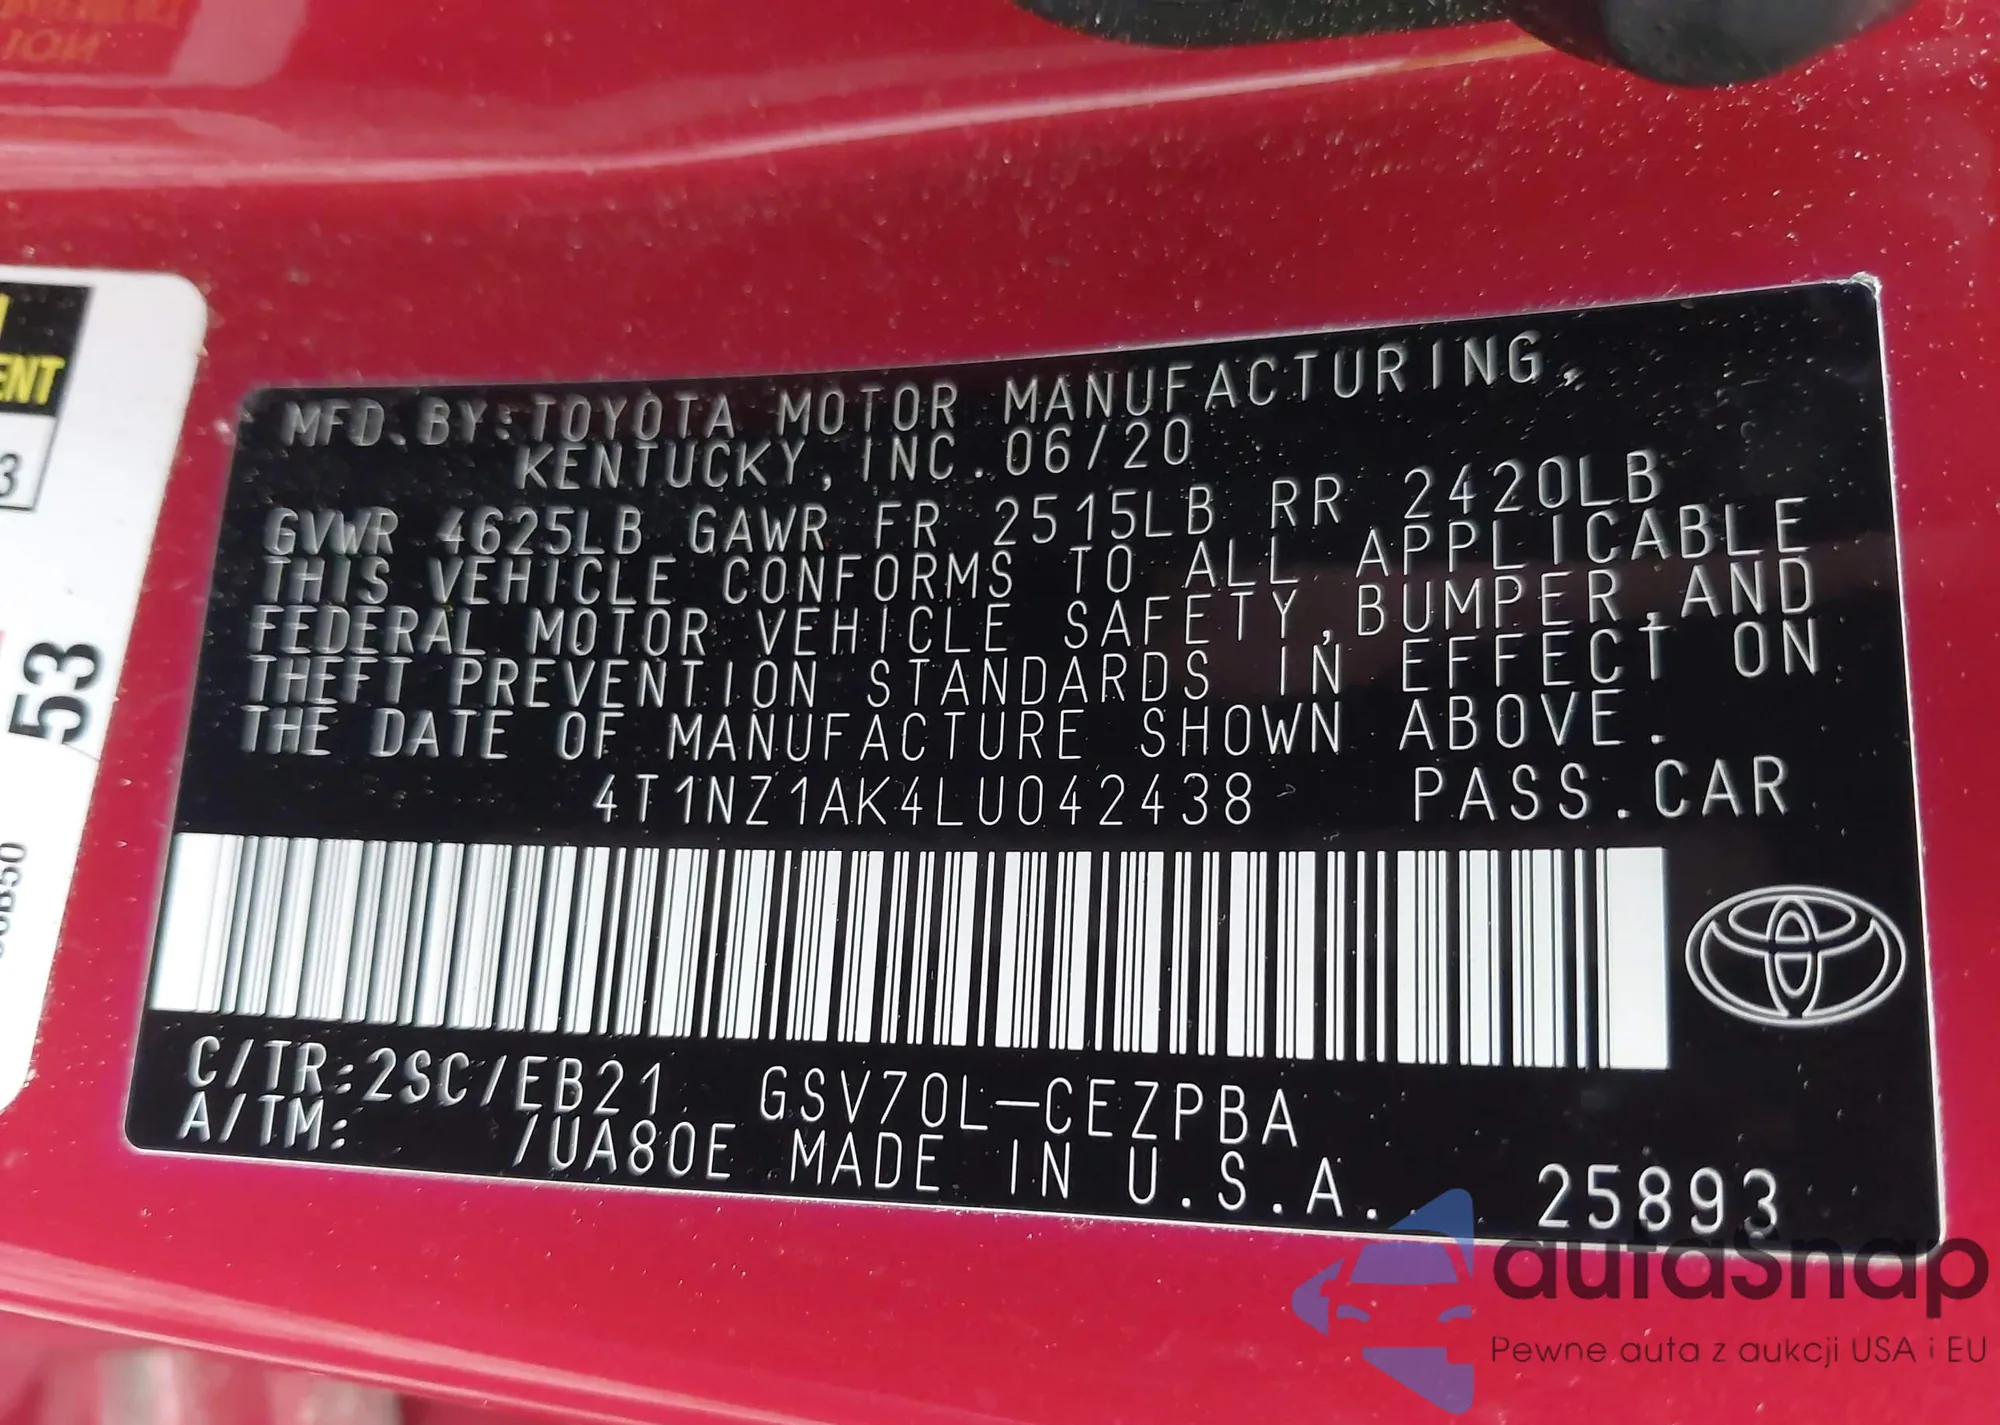 ENT
3
53
MFD. BY: TOYOTA MOTOR MANUFACTURING,
KENTUCKY, INC. 06/20
GVWR 4625LB GAWR FR 2515LB RR 2420LB
THIS VEHICLE CONFORMS TO ALL APPLICABLE
FEDERAL MOTOR VEHICLE SAFETY, BUMPER, AND
THEFT PREVENTION STANDARDS IN EFFECT ON
THE DATE OF MANUFACTURE SHOWN ABOVE.
4T1NZ1AK4LU042438 PASS. CAR
C/TR:2SC/EB21 GSV70L-CEZPBA
A/TM: /UA80E MADE IN U.S.A. 25893
autaSnap
Pewne auta z aukcji USA i EU